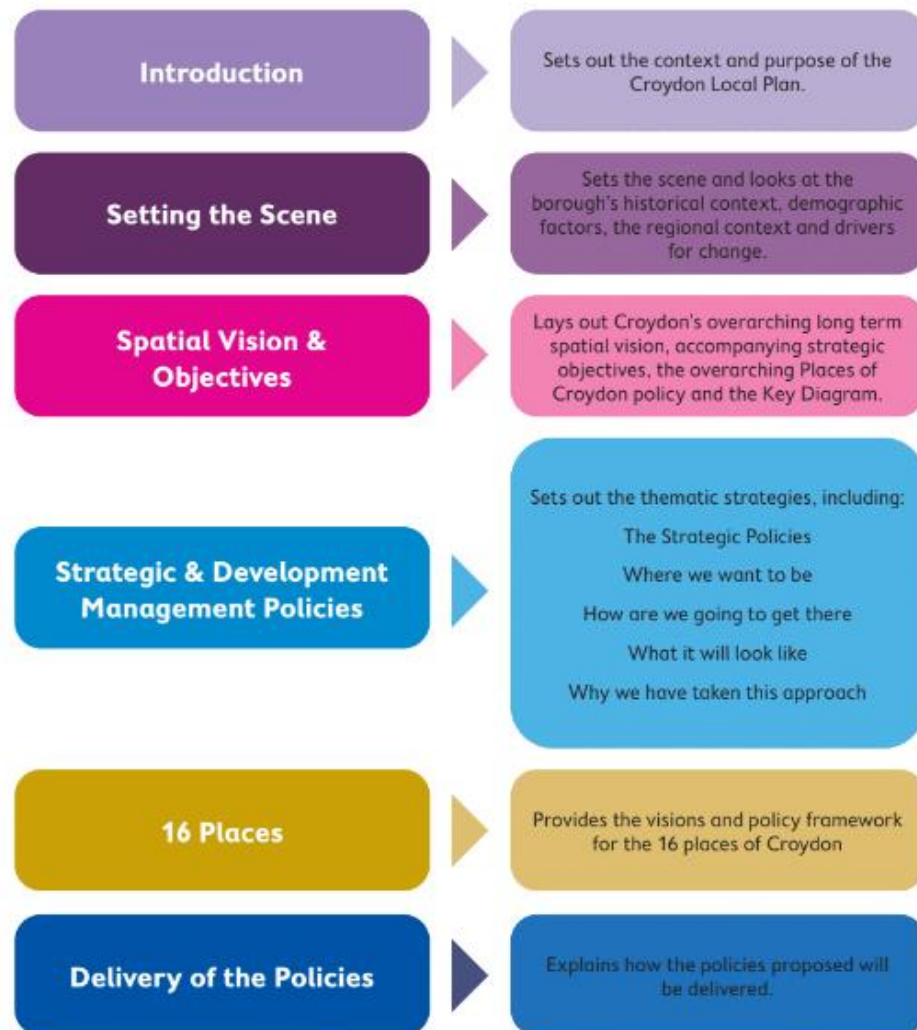 Introduction
Sets out the context and purpose of the
Croydon Local Plan.
Setting the Scene
Sets the scene and looks at the
borough's historical context, demographic
factors, the regional context and drivers
for change.
Spatial Vision &
Objectives
Lays out Croydon's overarching long term
spatial vision, accompanying strategic
objectives, the overarching Places of
Croydon policy and the Key Diagram.
Strategic & Development
Management Policies
Sets out the thematic strategies, including:
The Strategic Policies
Where we want to be
How are we going to get there
What it will look like
Why we have taken this approach
16 Places
Provides the visions and policy framework
for the 16 places of Croydon
Delivery of the Policies
Explains how the policies proposed will
be delivered.